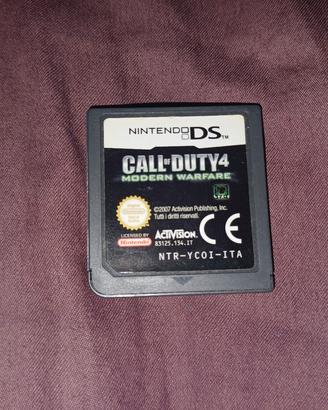 NINTENDO DS™
CALL OF DUTY 4
MODERN WARFARE
©2007 Activision Publishing, Inc.
Tutti i diritti riservati.
LICENSED BY
Nintendo
ACTIVISION
83125.134.IT
CE
NTR-YCOI-ITA